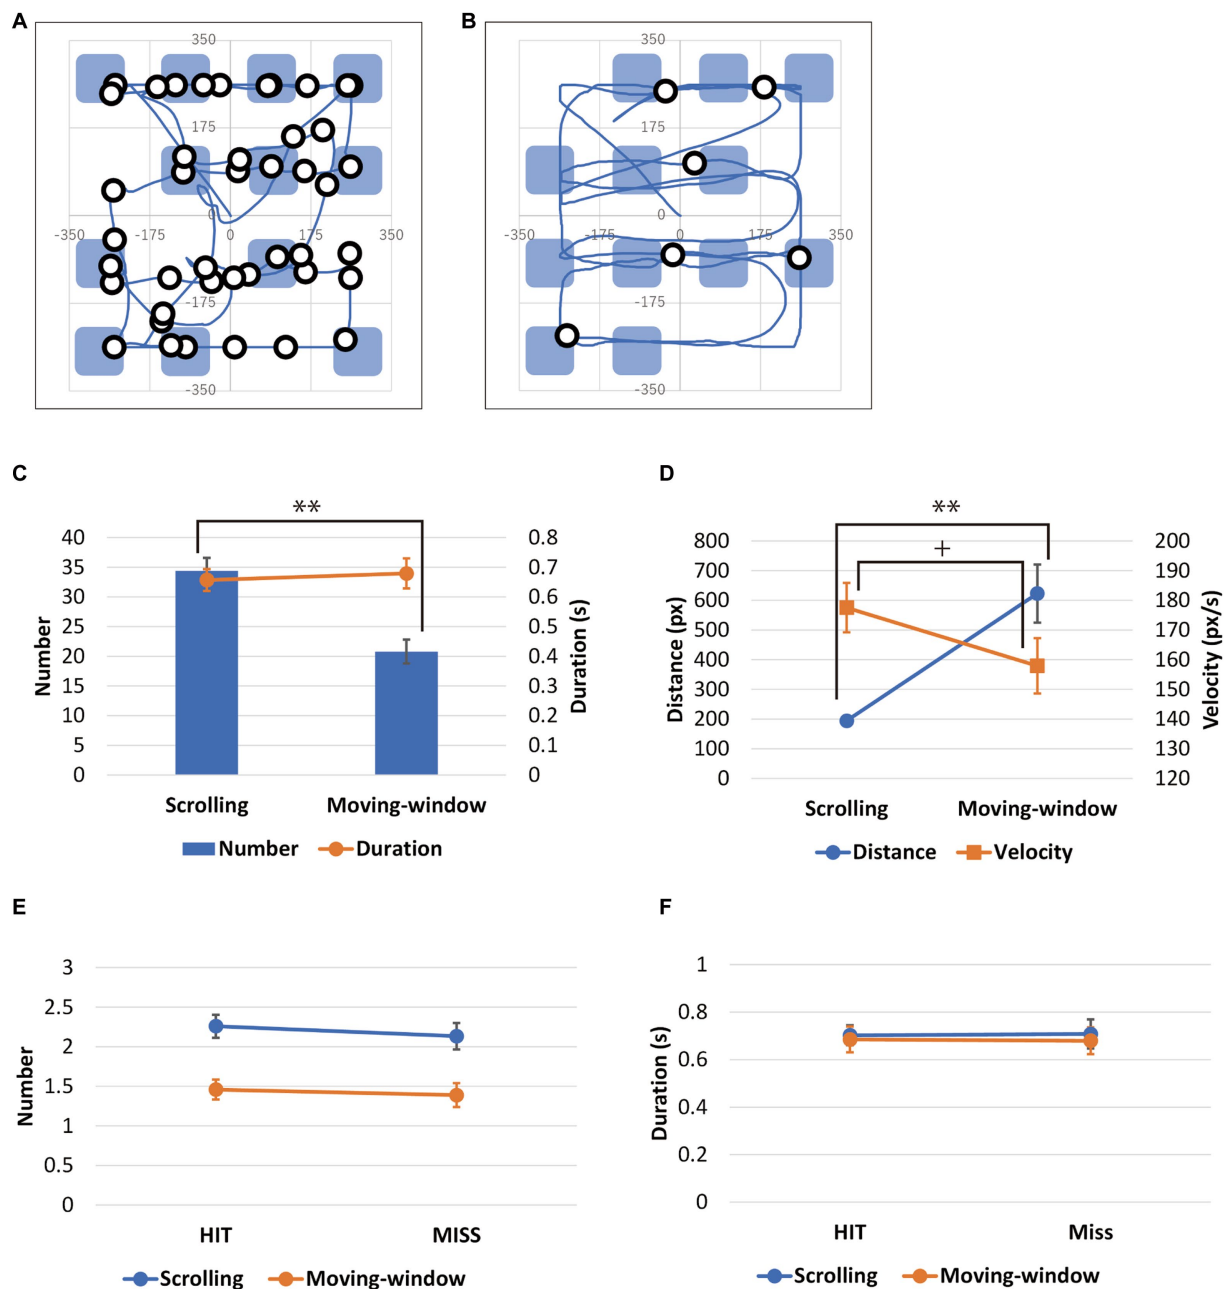 A
B
350
350
175
175
0
0
-350 -175 0 175 350
-350 -175 0 175 350
-175
-175
-350
-350
C
D
**
**
+
40
35
30
25
20
15
10
5
0
Number
0.8
0.7
0.6
0.5
0.4
0.3
0.2
0.1
0
Duration (s)
Scrolling Moving-window
Number Duration
800
700
600
500
400
300
200
100
0
Distance (px)
200
190
180
170
160
150
140
130
120
Velocity (px/s)
Scrolling Moving-window
Distance Velocity
E
F
3
2.5
2
1.5
1
0.5
0
Number
HIT MISS
Scrolling Moving-window
1
0.8
0.6
0.4
0.2
0
Duration (s)
HIT Miss
Scrolling Moving-window